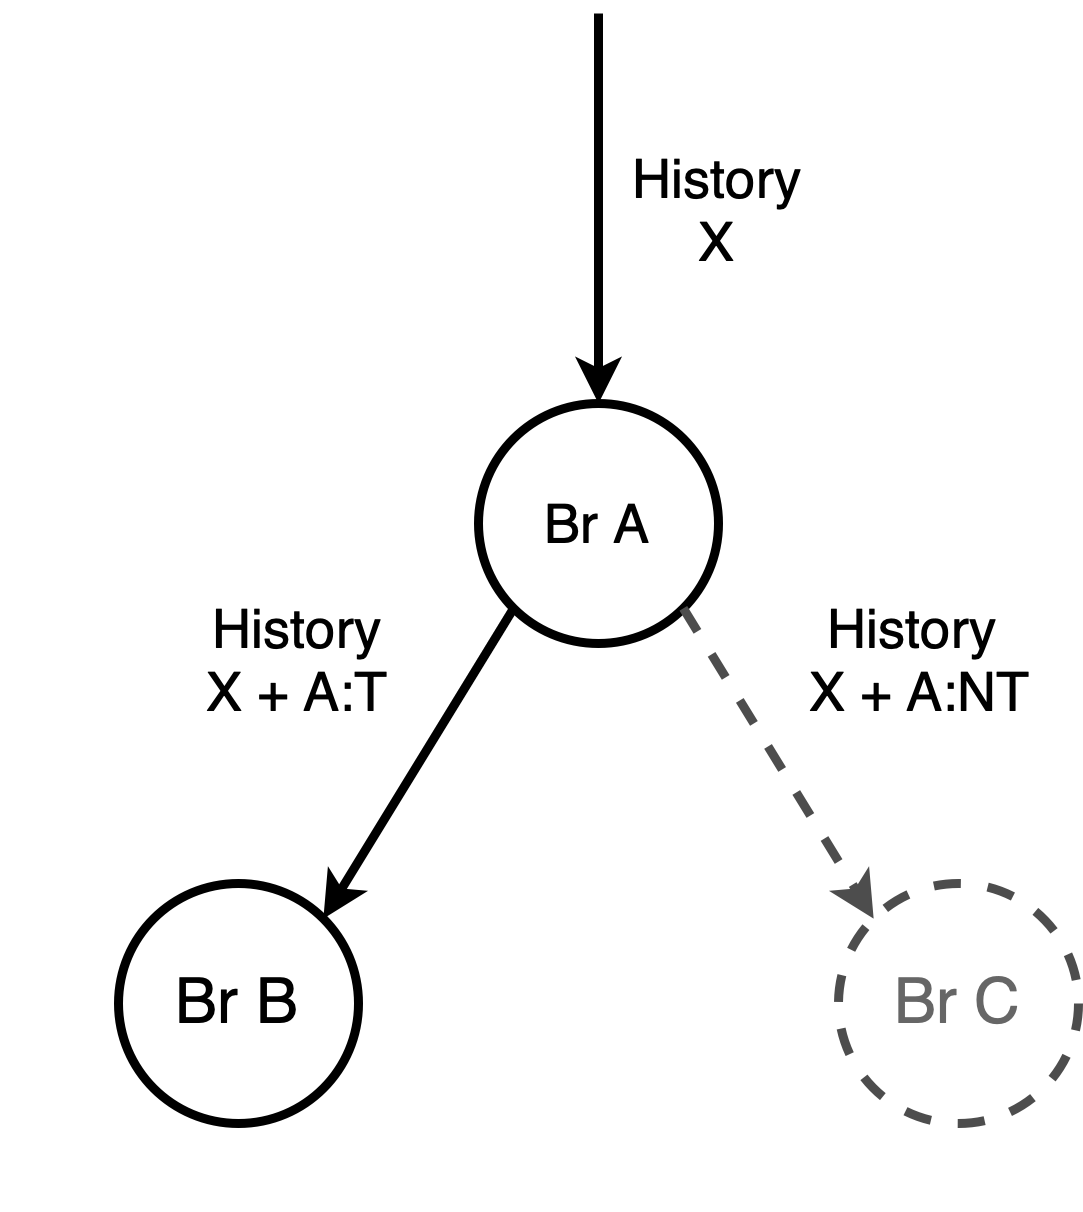 History
X
Br A
History
X + A:T
History
X + A:NT
Br B
Br C